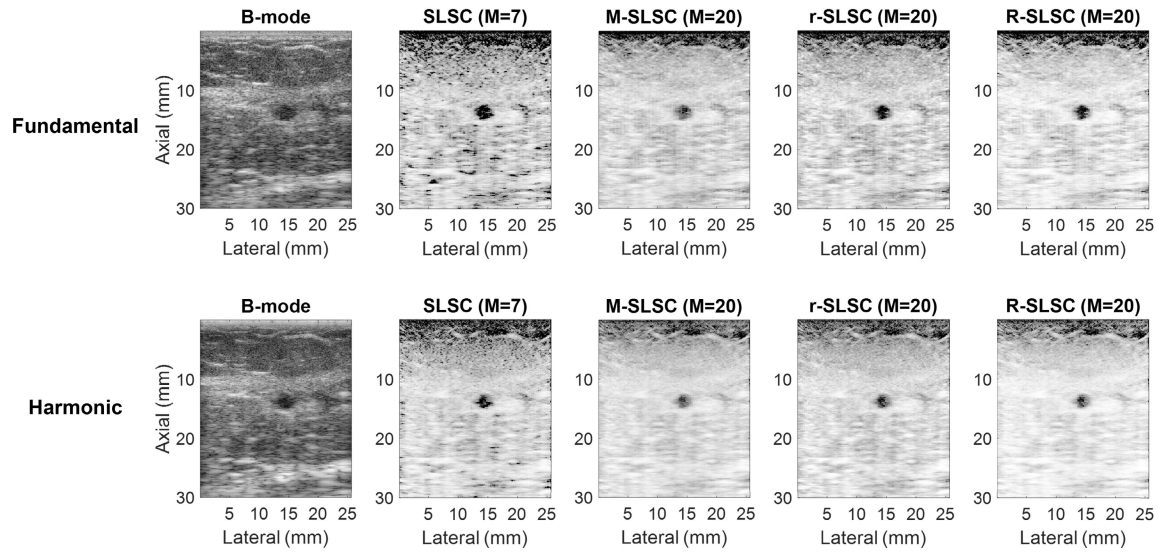 B-mode SLSC (M=7) M-SLSC (M=20) r-SLSC (M=20) R-SLSC (M=20)
Fundamental
Axial (mm)
10 10 10 10 10
20 20 20 20 20
30 30 30 30 30
5 10 15 20 25 5 10 15 20 25 5 10 15 20 25 5 10 15 20 25 5 10 15 20 25
Lateral (mm) Lateral (mm) Lateral (mm) Lateral (mm) Lateral (mm)
B-mode SLSC (M=7) M-SLSC (M=20) r-SLSC (M=20) R-SLSC (M=20)
Harmonic
Axial (mm)
10 10 10 10 10
20 20 20 20 20
30 30 30 30 30
5 10 15 20 25 5 10 15 20 25 5 10 15 20 25 5 10 15 20 25 5 10 15 20 25
Lateral (mm) Lateral (mm) Lateral (mm) Lateral (mm) Lateral (mm)